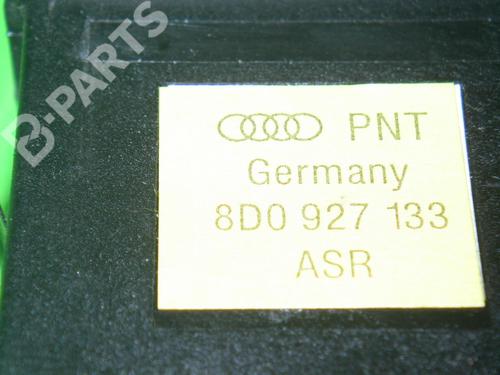 B-PARTS
PNT
Germany
8D0 927 133
ASR